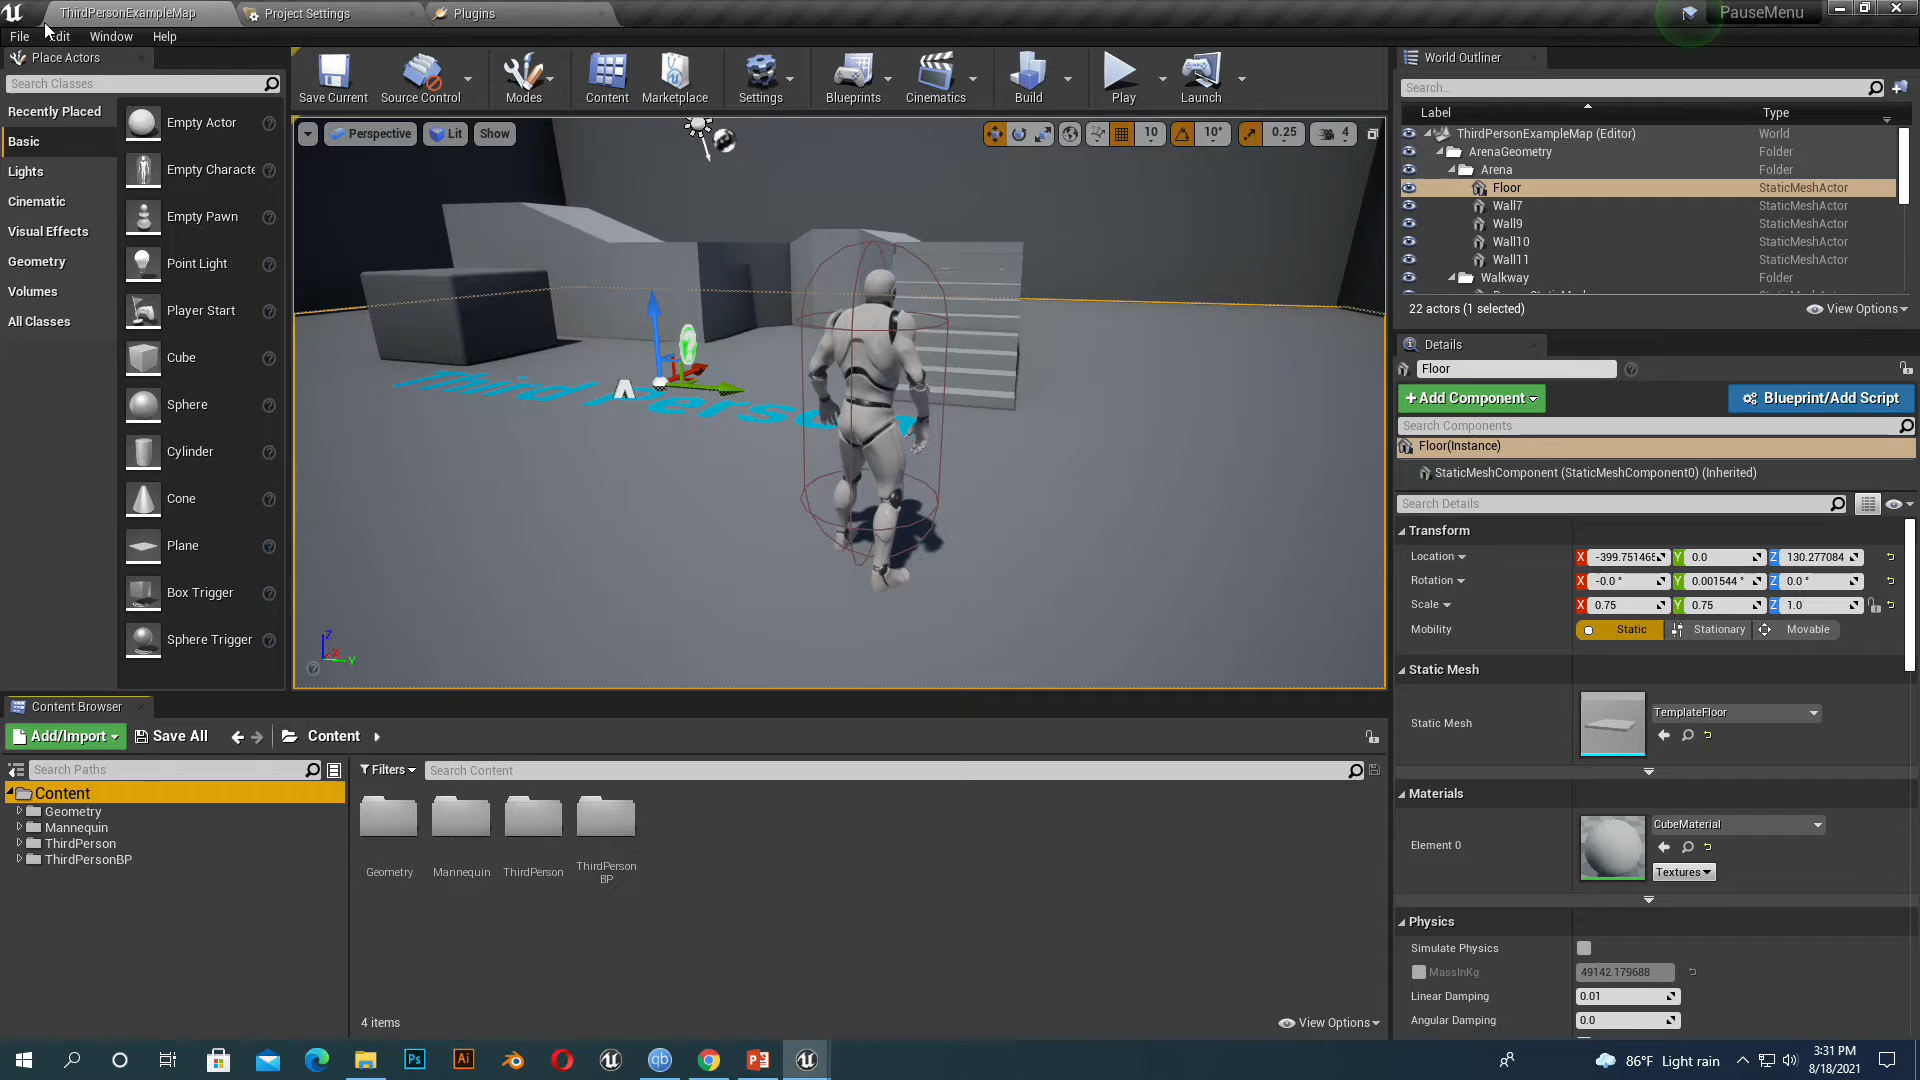 ThirdPersonExampleMap
Project Settings
Plugins
PauseMenu
File
Edit
Window
Help
Place Actors
Search Classes
Recently Placed
Basic
Lights
Cinematic
Visual Effects
Geometry
Volumes
All Classes
Empty Actor
Empty Characte
Empty Pawn
Point Light
Player Start
Cube
Sphere
Cylinder
Cone
Plane
Box Trigger
Sphere Trigger
Save Current
Source Control
Modes
Content
Marketplace
Settings
Blueprints
Cinematics
Build
Play
Launch
Perspective
Lit
Show
10
10°
0.25
4
Third Person
Z
X
Y
World Outliner
Search...
Label
Type
ThirdPersonExampleMap (Editor)
World
ArenaGeometry
Folder
Arena
Folder
Floor
StaticMeshActor
Wall7
StaticMeshActor
Wall9
StaticMeshActor
Wall10
StaticMeshActor
Wall11
StaticMeshActor
Walkway
Folder
22 actors (1 selected)
View Options
Details
Floor
+Add Component
Blueprint/Add Script
Search Components
Floor(Instance)
StaticMeshComponent (StaticMeshComponent0) (Inherited)
Search Details
Transform
Location
X -399.751465 Y 0.0 Z 130.277084
Rotation
X -0.0 ° Y 0.001544 ° Z 0.0 °
Scale
X 0.75 Y 0.75 Z 1.0
Mobility
Static
Stationary
Movable
Static Mesh
Static Mesh
TemplateFloor
Materials
Element 0
CubeMaterial
Textures
Physics
Simulate Physics
MassInKg
49142.179688
Linear Damping
0.01
Angular Damping
0.0
Content Browser
Add/Import
Save All
Content
Search Paths
Content
Geometry
Mannequin
ThirdPerson
ThirdPersonBP
Filters
Search Content
Geometry
Mannequin
ThirdPerson
ThirdPerson
BP
4 items
View Options
Ps
Ai
qb
86°F Light rain
3:31 PM
8/18/2021